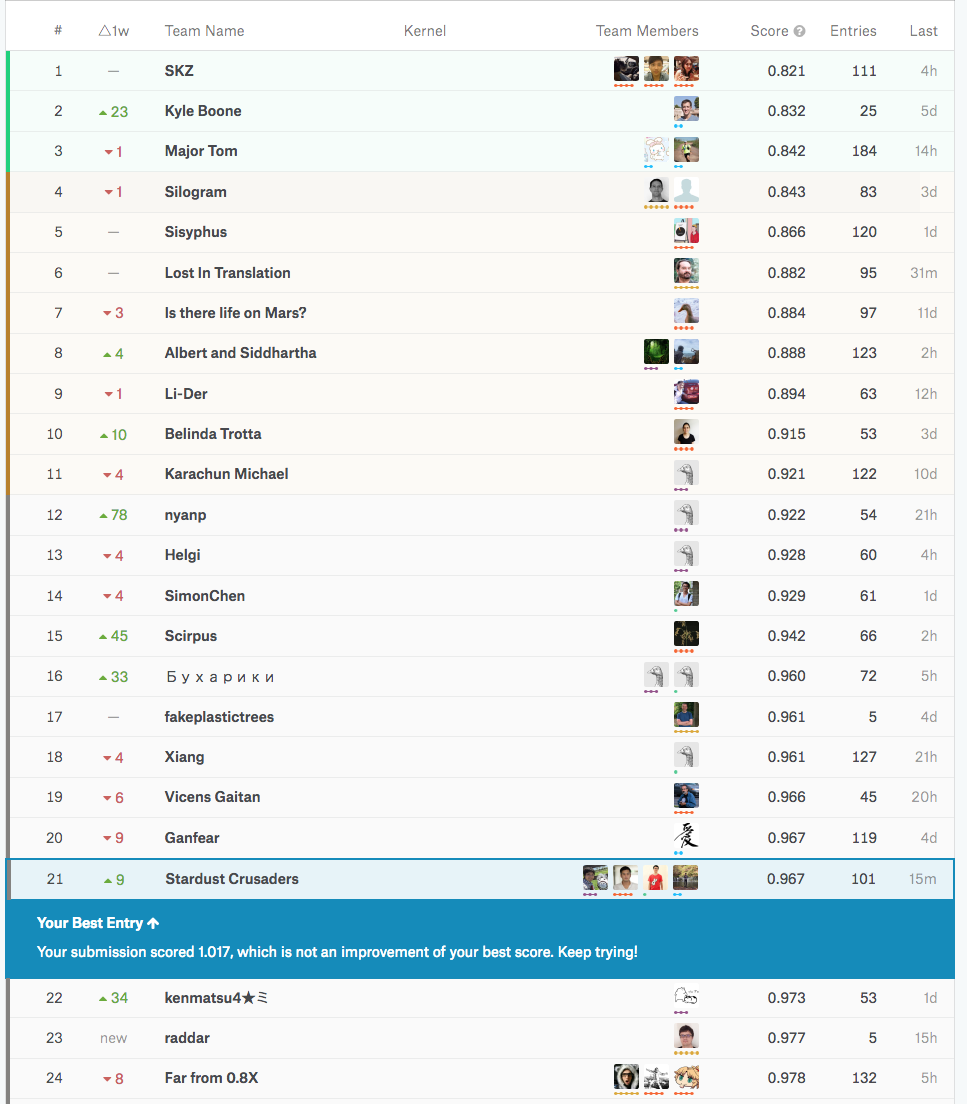 # △1w Team Name Kernel Team Members Score ? Entries Last
1 — SKZ 0.821 111 4h
2 ▲ 23 Kyle Boone 0.832 25 5d
3 ▼ 1 Major Tom 0.842 184 14h
4 ▼ 1 Silogram 0.843 83 3d
5 — Sisyphus 0.866 120 1d
6 — Lost In Translation 0.882 95 31m
7 ▼ 3 Is there life on Mars? 0.884 97 11d
8 ▲ 4 Albert and Siddhartha 0.888 123 2h
9 ▼ 1 Li-Der 0.894 63 12h
10 ▲ 10 Belinda Trotta 0.915 53 3d
11 ▼ 4 Karachun Michael 0.921 122 10d
12 ▲ 78 nyanp 0.922 54 21h
13 ▼ 4 Helgi 0.928 60 4h
14 ▼ 4 SimonChen 0.929 61 1d
15 ▲ 45 Scirpus 0.942 66 2h
16 ▲ 33 Бухарики 0.960 72 5h
17 — fakeplastictrees 0.961 5 4d
18 ▼ 4 Xiang 0.961 127 21h
19 ▼ 6 Vicens Gaitan 0.966 45 20h
20 ▼ 9 Ganfear 愛 0.967 119 4d
21 ▲ 9 Stardust Crusaders 0.967 101 15m
Your Best Entry ↑
Your submission scored 1.017, which is not an improvement of your best score. Keep trying!
22 ▲ 34 kenmatsu4★ミ 0.973 53 1d
23 new raddar 0.977 5 15h
24 ▼ 8 Far from 0.8X 0.978 132 5h